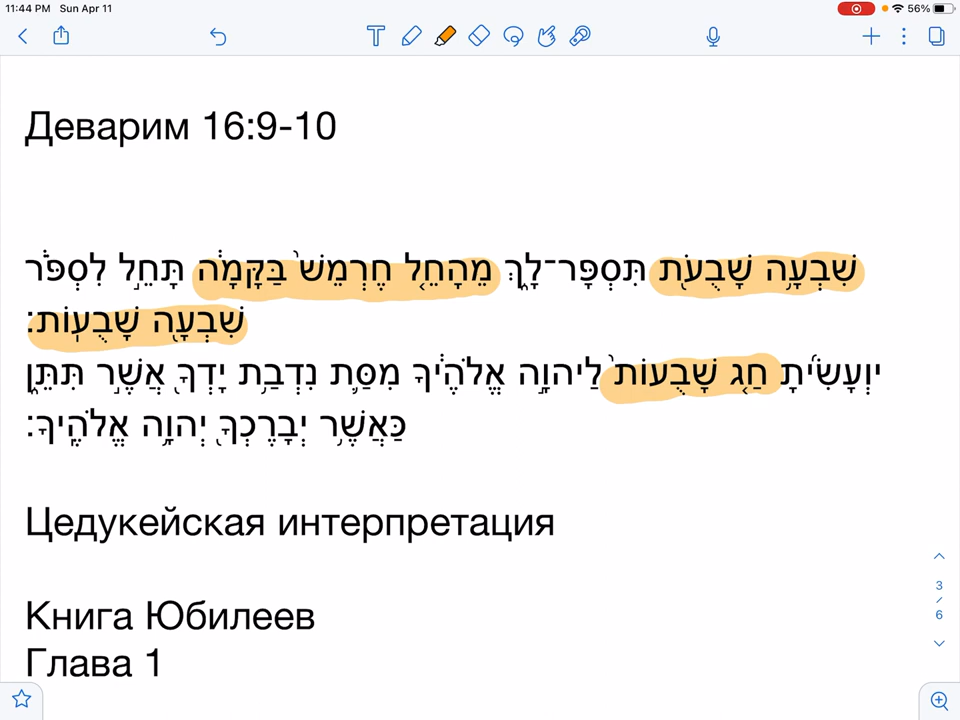 11:44 PM Sun Apr 11 56%
Деварим 16:9-10
שִׁבְעָ֥ה שָׁבֻעֹ֖ת תִּסְפָּר־לָ֑ךְ מֵהָחֵ֤ל חֶרְמֵשׁ֙ בַּקָּמָ֔ה תָּחֵ֣ל לִסְפֹּ֔ר
שִׁבְעָ֖ה שָׁבֻעֽוֹת׃
יוְעָשִׂ֜יתָ חַ֤ג שָׁבֻעוֹת֙ לַיהוָ֣ה אֱלֹהֶ֔יךָ מִסַּ֛ת נִדְבַ֥ת יָדְךָ֖ אֲשֶׁ֣ר תִּתֵּ֑ן
כַּאֲשֶׁ֥ר יְבָרֶכְךָ֖ יְהוָ֥ה אֱלֹהֶֽיךָ׃
Цедукейская интерпретация
Книга Юбилеев
Глава 1
3
/
6